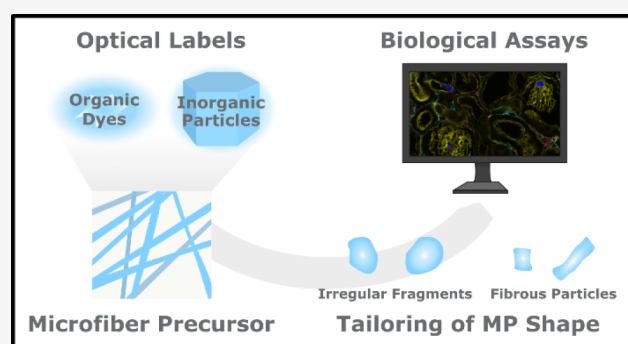 Optical Labels
Biological Assays
Organic
Dyes
Inorganic
Particles
Irregular Fragments
Fibrous Particles
Microfiber Precursor
Tailoring of MP Shape